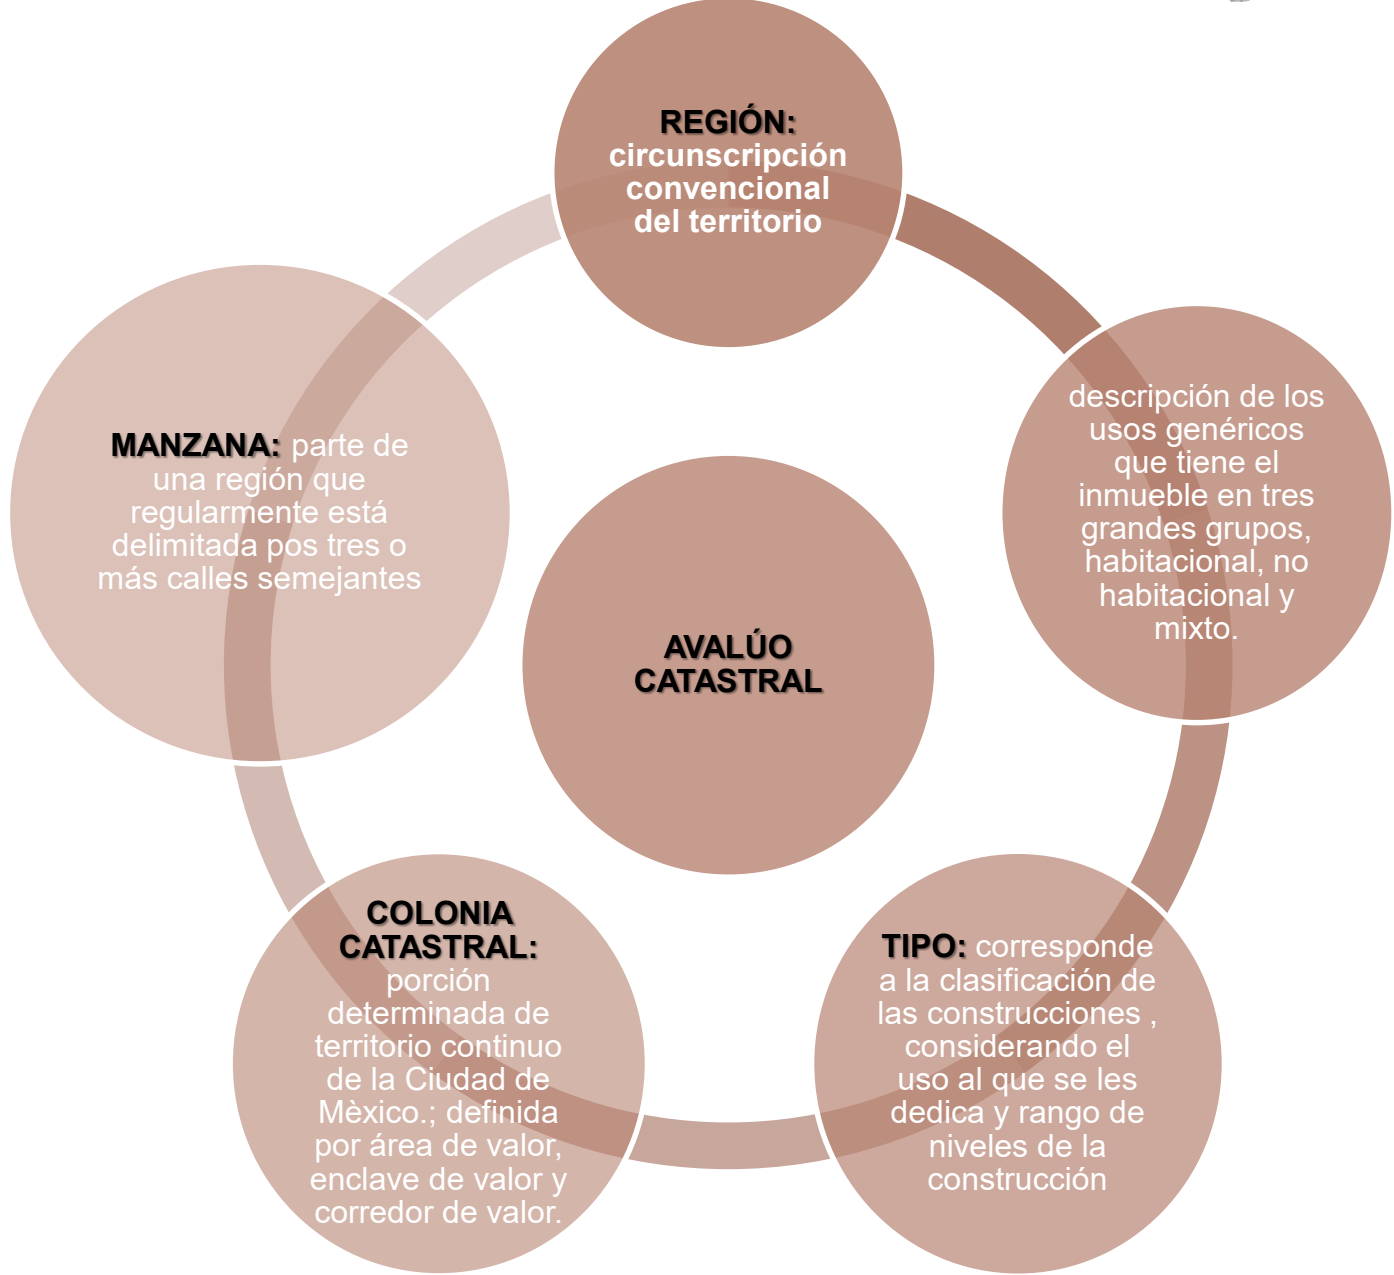 REGIÓN:
circunscripción
convencional
del territorio
descripción de los
usos genéricos
que tiene el
inmueble en tres
grandes grupos,
habitacional, no
habitacional y
mixto.
MANZANA: parte de
una región que
regularmente está
delimitada pos tres o
más calles semejantes
AVALÚO
CATASTRAL
COLONIA
CATASTRAL:
porción
determinada de
territorio continuo
de la Ciudad de
Mèxico.; definida
por área de valor,
enclave de valor y
corredor de valor.
TIPO: corresponde
a la clasificación de
las construcciones ,
considerando el
uso al que se les
dedica y rango de
niveles de la
construcción